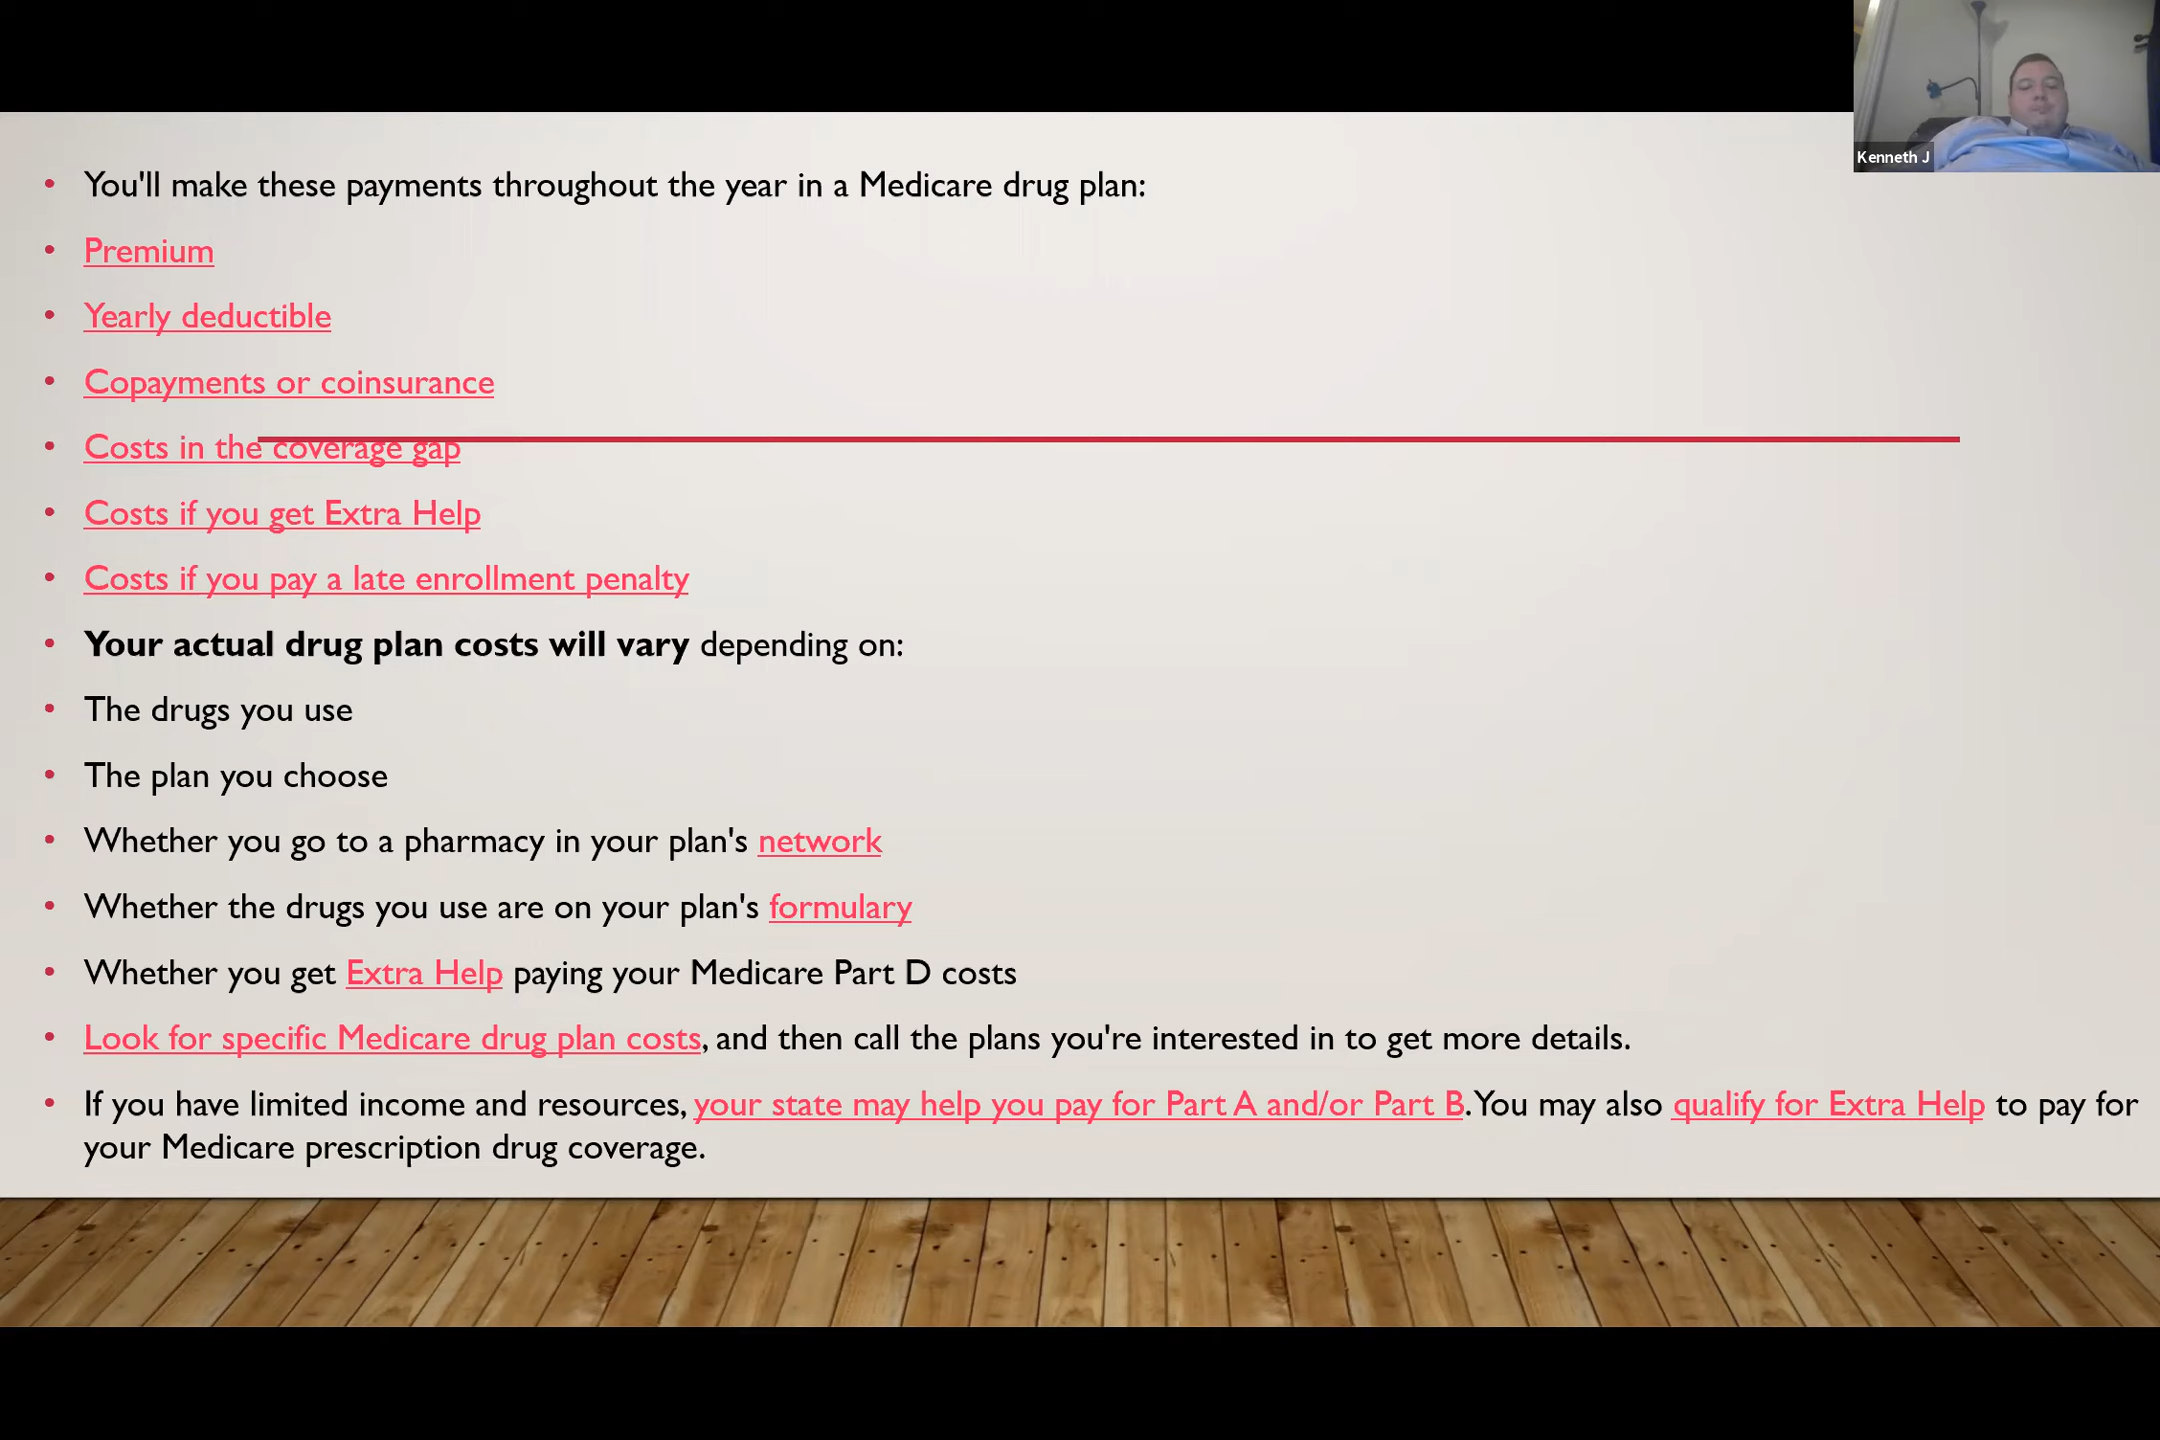 Kenneth J
• You'll make these payments throughout the year in a Medicare drug plan:
• Premium
• Yearly deductible
• Copayments or coinsurance
• Costs in the coverage gap
• Costs if you get Extra Help
• Costs if you pay a late enrollment penalty
• Your actual drug plan costs will vary depending on:
• The drugs you use
• The plan you choose
• Whether you go to a pharmacy in your plan's network
• Whether the drugs you use are on your plan's formulary
• Whether you get Extra Help paying your Medicare Part D costs
• Look for specific Medicare drug plan costs, and then call the plans you're interested in to get more details.
• If you have limited income and resources, your state may help you pay for Part A and/or Part B. You may also qualify for Extra Help to pay for
your Medicare prescription drug coverage.